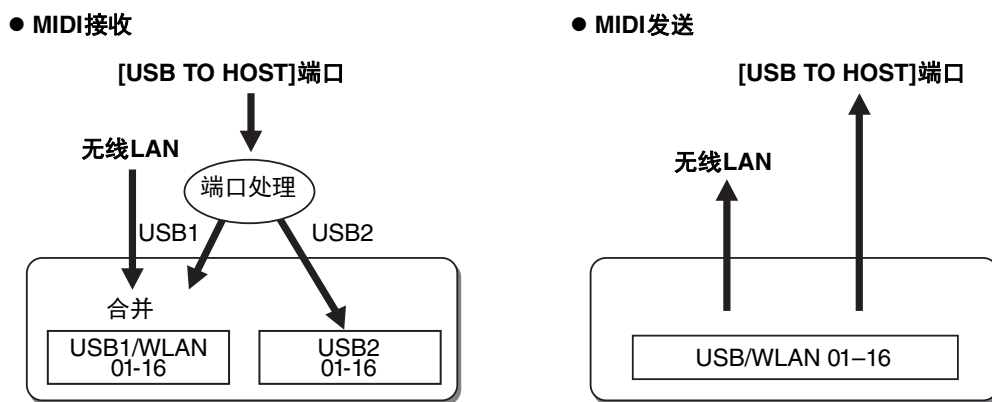 ● MIDI接收
[USB TO HOST]端口
无线LAN
端口处理
USB1
USB2
合并
USB1/WLAN
01-16
USB2
01-16
● MIDI发送
[USB TO HOST]端口
无线LAN
USB/WLAN 01–16